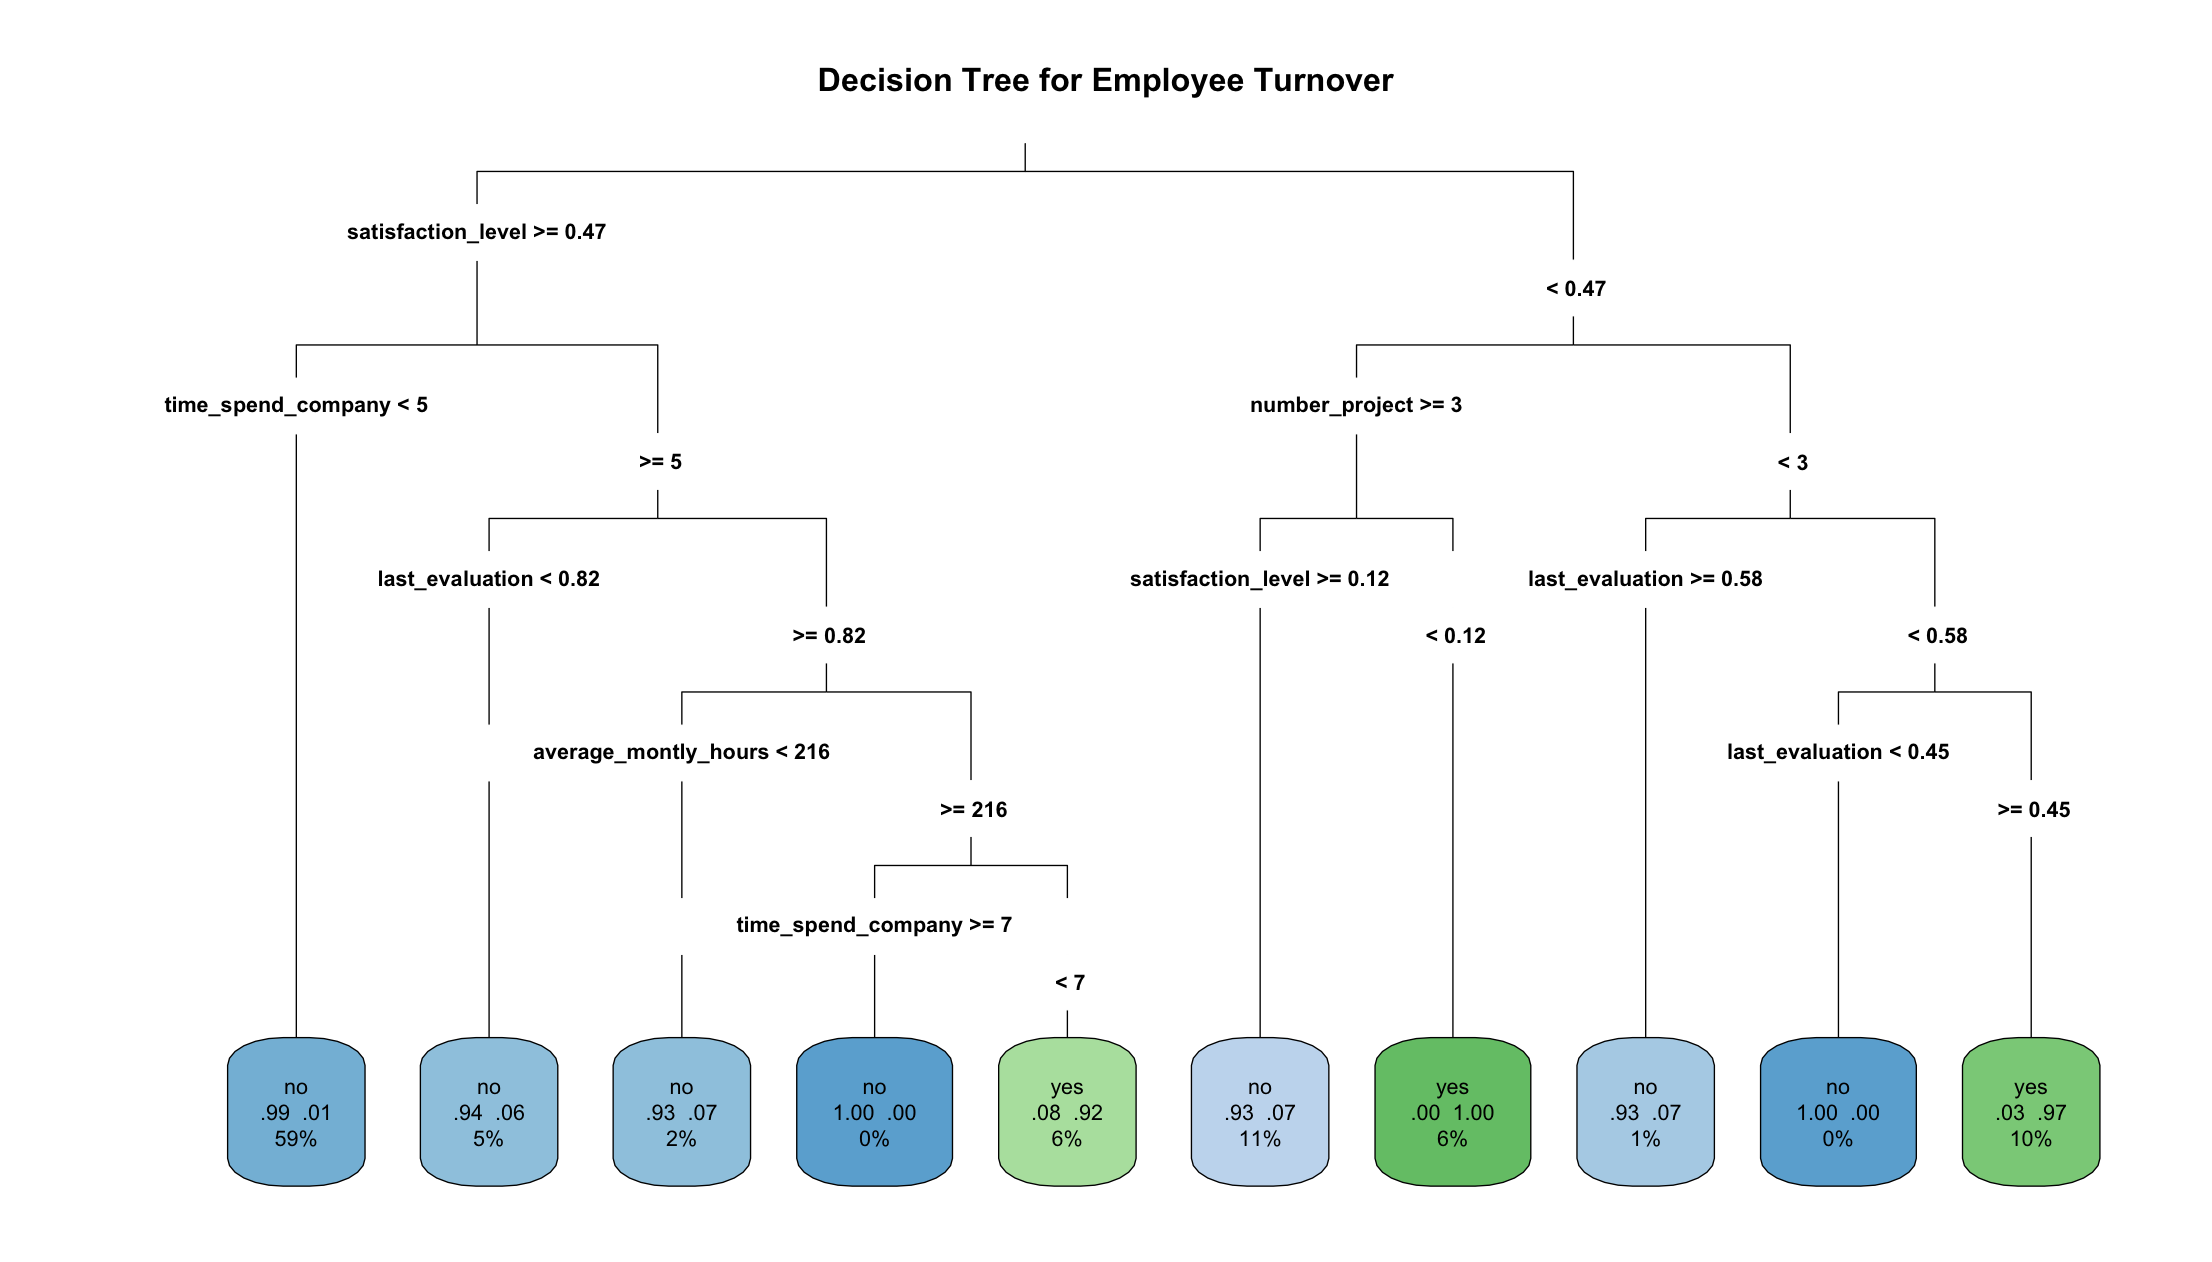 Decision Tree for Employee Turnover
satisfaction_level >= 0.47
< 0.47
time_spend_company < 5
number_project >= 3
>= 5
< 3
last_evaluation < 0.82
satisfaction_level >= 0.12
last_evaluation >= 0.58
>= 0.82
< 0.12
< 0.58
average_montly_hours < 216
last_evaluation < 0.45
>= 216
>= 0.45
time_spend_company >= 7
< 7
no
.99 .01
59%
no
.94 .06
5%
no
.93 .07
2%
no
1.00 .00
0%
yes
.08 .92
6%
no
.93 .07
11%
yes
.00 1.00
6%
no
.93 .07
1%
no
1.00 .00
0%
yes
.03 .97
10%